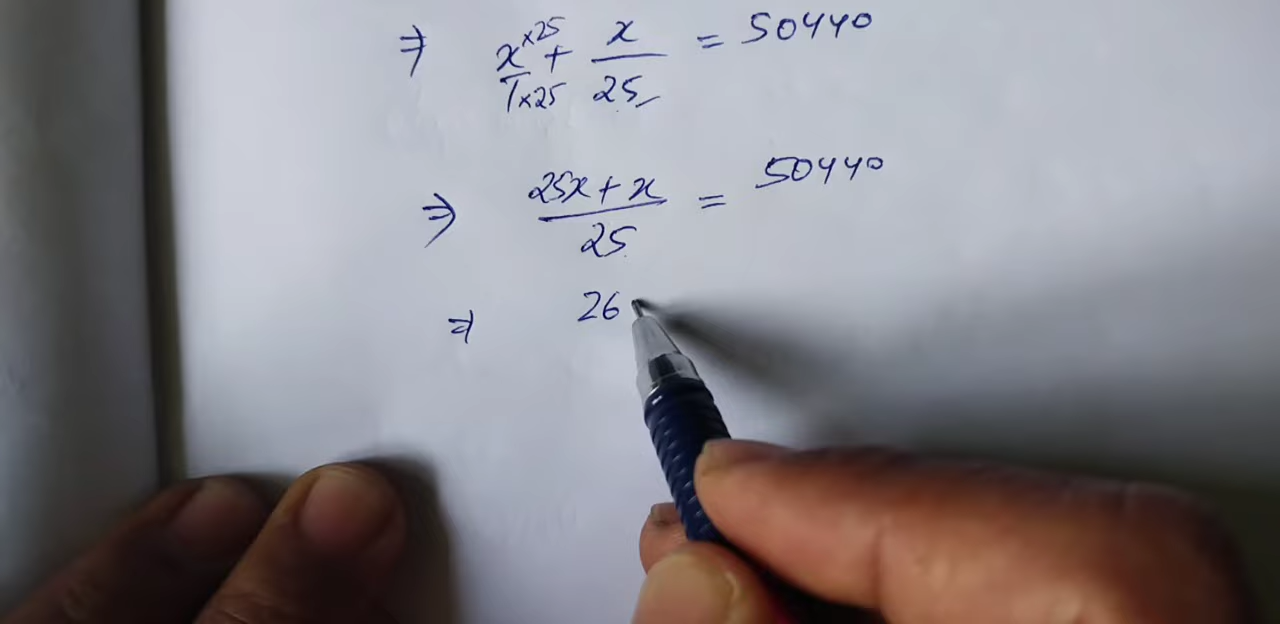 ⇒ x×25/1×25 + x/25 = 50440
⇒ 25x+x/25 = 50440
⇒ 26